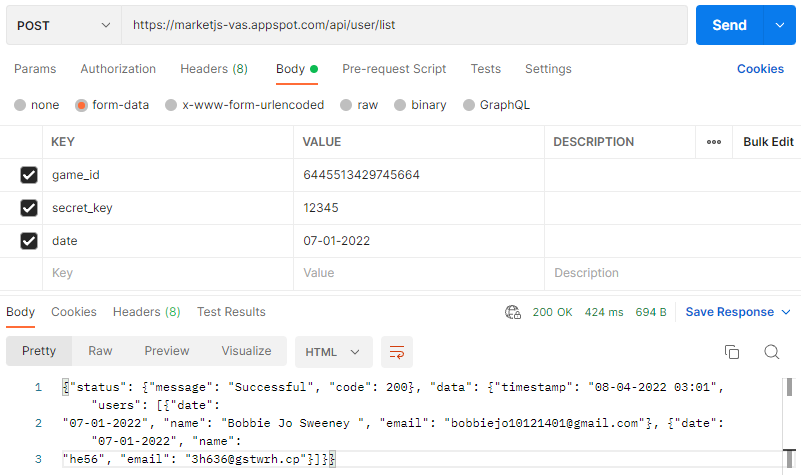 POST https://marketjs-vas.appspot.com/api/user/list Send
Params Authorization Headers (8) Body Pre-request Script Tests Settings Cookies
none form-data x-www-form-urlencoded raw binary GraphQL
KEY VALUE DESCRIPTION ••• Bulk Edit
game_id 6445513429745664
secret_key 12345
date 07-01-2022
Key Value Description
Body Cookies Headers (8) Test Results 200 OK 424 ms 694 B Save Response
Pretty Raw Preview Visualize HTML
1 {"status": {"message": "Successful", "code": 200}, "data": {"timestamp": "08-04-2022 03:01",
"users": [{"date":
2 "07-01-2022", "name": "Bobbie Jo Sweeney ", "email": "bobbiejo10121401@gmail.com"}, {"date":
"07-01-2022", "name":
3 "he56", "email": "3h636@gstwrh.cp"}]}}